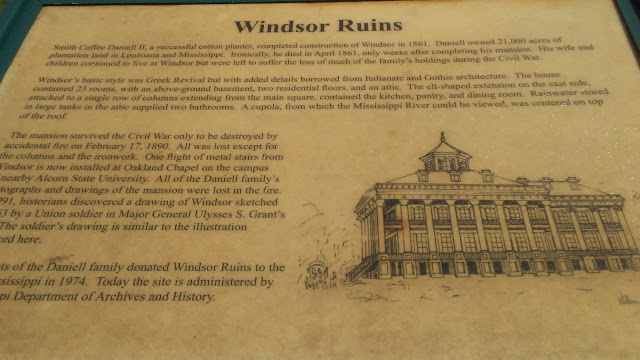 Windsor Ruins
Smith Coffee Daniell II, a successful cotton planter, completed construction of Windsor in 1861. Daniell owned 21,000 acres of
plantation land in Louisiana and Mississippi. Ironically, he died in April 1861, only weeks after completing his mansion. His wife and
children continued to live at Windsor but were left to suffer the loss of much of the family's holdings during the Civil War.
Windsor's basic style was Greek Revival but with added details borrowed from Italianate and Gothic architecture. The house
contained 23 rooms, with an above-ground basement, two residential floors, and an attic. The ell-shaped extension on the east side,
attached to a single row of columns extending from the main square, contained the kitchen, pantry, and dining room. Rainwater stored
in large tanks in the attic supplied two bathrooms. A cupola, from which the Mississippi River could be viewed, was centered on top
of the roof.
The mansion survived the Civil War only to be destroyed by
accidental fire on February 17, 1890. All was lost except for
the columns and the ironwork. One flight of metal stairs from
Windsor is now installed at Oakland Chapel on the campus
nearby Alcorn State University. All of the Daniell family's
tographs and drawings of the mansion were lost in the fire.
991, historians discovered a drawing of Windsor sketched
63 by a Union soldier in Major General Ulysses S. Grant's
The soldier's drawing is similar to the illustration
ced here.
ts of the Daniell family donated Windsor Ruins to the
ssissippi in 1974. Today the site is administered by
pi Department of Archives and History.